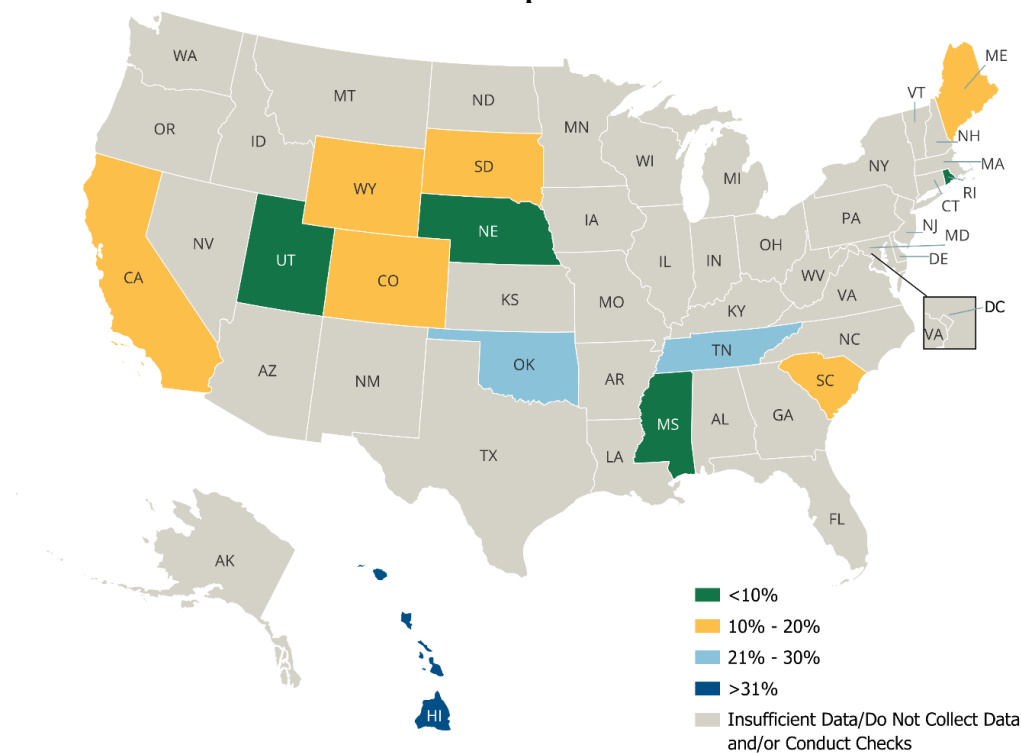 WA
MT
ND
MN
ME
VT
OR
ID
SD
WI
MI
NY
NH
MA
RI
CT
WY
IA
PA
NJ
MD
NV
UT
NE
IL
IN
OH
DE
CA
CO
KS
MO
WV
VA
KY
DC
VA
AZ
NM
OK
AR
TN
NC
SC
MS
AL
GA
TX
LA
FL
AK
HI
<10%
10% - 20%
21% - 30%
>31%
Insufficient Data/Do Not Collect Data
and/or Conduct Checks